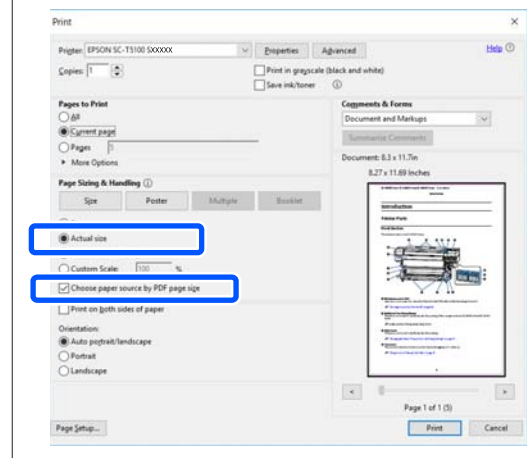 Print
Printer: EPSON SC-T5100 SXXXXX Properties Advanced Help
Copies: 1 Print in grayscale (black and white)
Save ink/toner
Pages to Print
All
Current page
Pages 5
More Options
Page Sizing & Handling
Size Poster Multiple Booklet
Actual size
Custom Scale: 100 %
Choose paper source by PDF page size
Print on both sides of paper
Orientation:
Auto portrait/landscape
Portrait
Landscape
Comments & Forms
Document and Markups
Summarize Comments
Document: 8.3 x 11.7in
8.27 x 11.69 Inches
Introduction
Printer Parts
< >
Page 1 of 1 (5)
Page Setup... Print Cancel